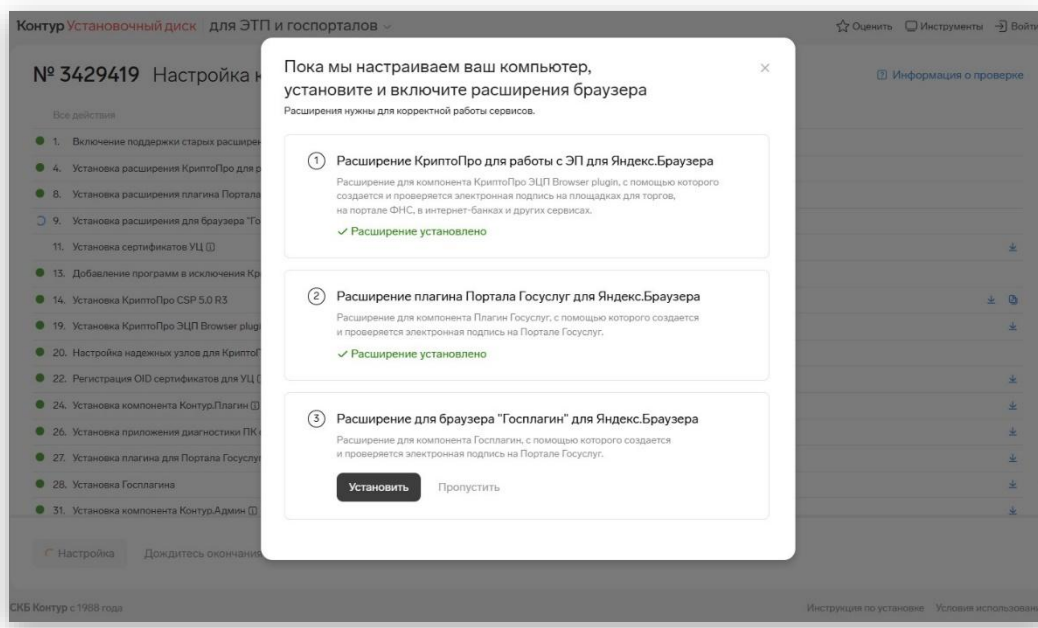 Контур Установочный диск для ЭТП и госпорталов
Оценить Инструменты Войти
№ 3429419 Настройка к
Информация о проверке
Все действия
1. Включение поддержки старых расширен
4. Установка расширения КриптоПро для р
8. Установка расширения плагина Портала
9. Установка расширения для браузера "Го
11. Установка сертификатов УЦ
13. Добавление программ в исключения Кр
14. Установка КриптоПро CSP 5.0 R3
19. Установка КриптоПро ЭЦП Browser plug
20. Настройка надежных узлов для КриптоГ
22. Регистрация OID сертификатов для УЦ
24. Установка компонента Контур.Плагин
26. Установка приложения диагностики ПК
27. Установка плагина для Портала Госуслу
28. Установка Госплагина
31. Установка компонента Контур.Админ
Настройка Дождитесь окончания
Пока мы настраиваем ваш компьютер,
установите и включите расширения браузера
Расширения нужны для корректной работы сервисов.
1 Расширение КриптоПро для работы с ЭП для Яндекс.Браузера
Расширение для компонента КриптоПро ЭЦП Browser plugin, с помощью которого
создается и проверяется электронная подпись на площадках для торгов,
на портале ФНС, в интернет-банках и других сервисах.
Расширение установлено
2 Расширение плагина Портала Госуслуг для Яндекс.Браузера
Расширение для компонента Плагин Госуслуг, с помощью которого создается
и проверяется электронная подпись на Портале Госуслуг.
Расширение установлено
3 Расширение для браузера "Госплагин" для Яндекс.Браузера
Расширение для компонента Госплагин, с помощью которого создается
и проверяется электронная подпись на Портале Госуслуг.
Установить Пропустить
СКБ Контур с 1988 года
Инструкция по установке Условия использован